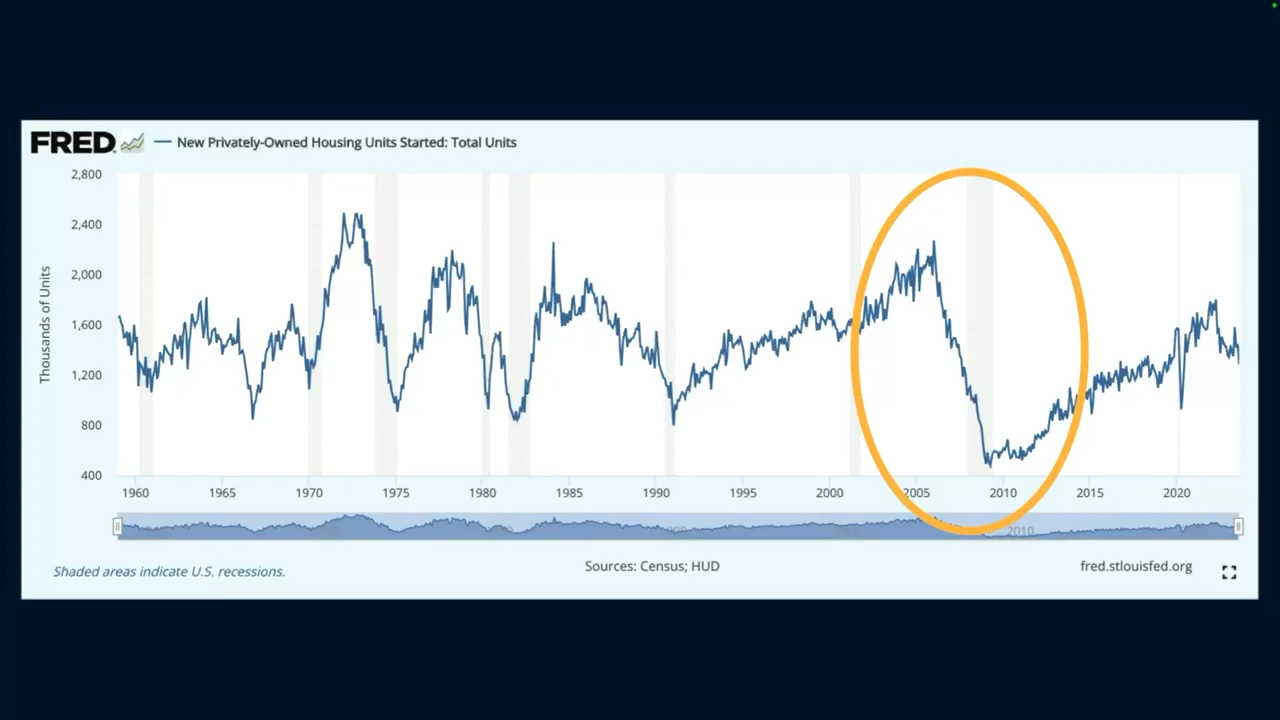 FRED
New Privately-Owned Housing Units Started: Total Units
2,800
2,400
2,000
1,600
1,200
800
400
Thousands of Units
1960 1965 1970 1975 1980 1985 1990 1995 2000 2005 2010 2015 2020
1990 2010
Shaded areas indicate U.S. recessions.
Sources: Census; HUD
fred.stlouisfed.org